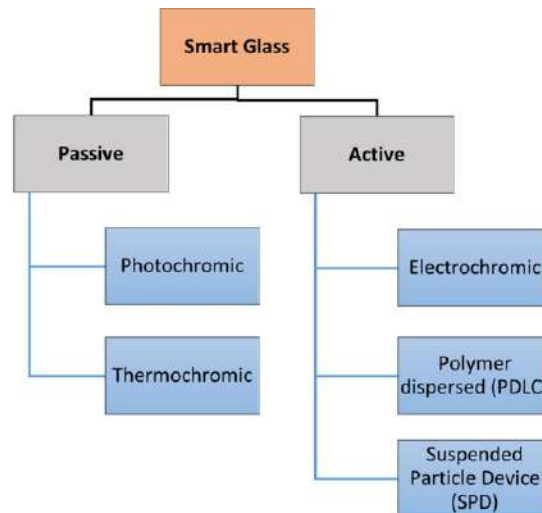 Smart Glass
Passive
Active
Photochromic
Thermochromic
Electrochromic
Polymer
dispersed (PDLC
Suspended
Particle Device
(SPD)